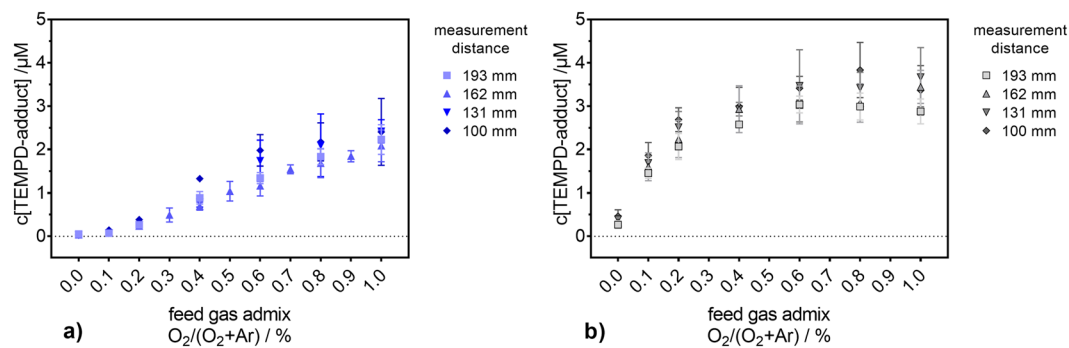 5
4
3
2
1
0
c[TEMPD-adduct] /µM
0.0 0.1 0.2 0.3 0.4 0.5 0.6 0.7 0.8 0.9 1.0
feed gas admix
O₂/(O₂+Ar) / %
a)
measurement
distance
193 mm
162 mm
131 mm
100 mm
5
4
3
2
1
0
c[TEMPD-adduct] /µM
0.0 0.1 0.2 0.3 0.4 0.5 0.6 0.7 0.8 0.9 1.0
feed gas admix
O₂/(O₂+Ar) / %
b)
measurement
distance
193 mm
162 mm
131 mm
100 mm